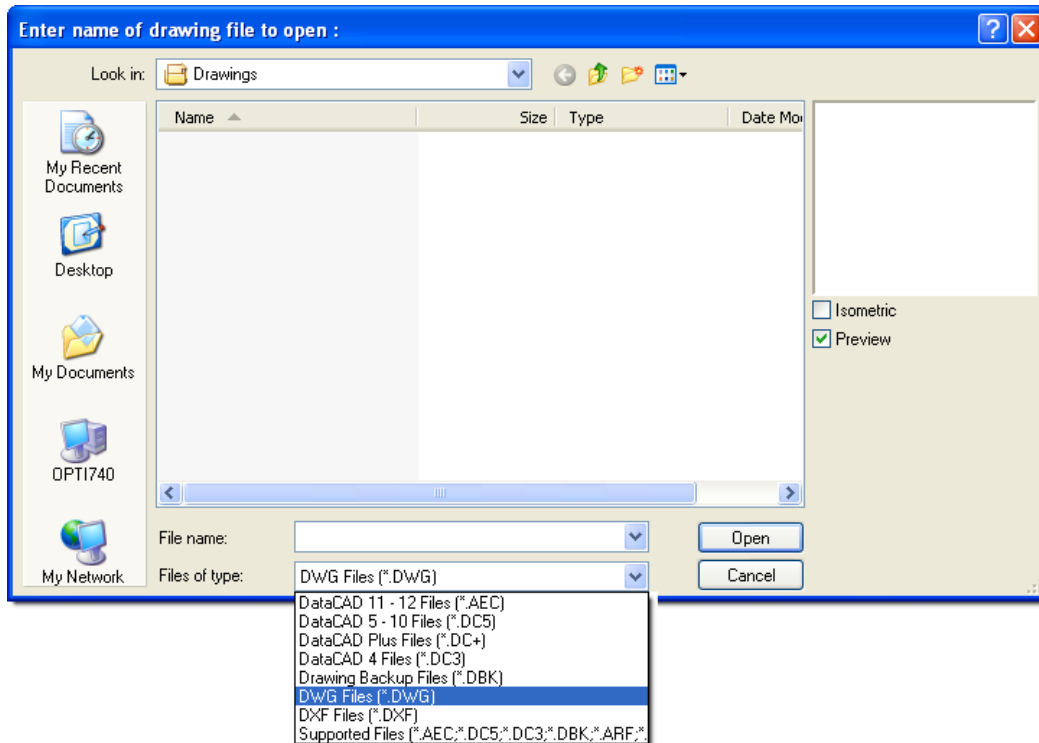 Enter name of drawing file to open :
Look in:
Drawings
Name
Size
Type
Date Mo
My Recent
Documents
Desktop
My Documents
OPTI740
My Network
Isometric
Preview
File name:
Open
Files of type:
DWG Files (*.DWG)
Cancel
DataCAD 11 - 12 Files (*.AEC)
DataCAD 5 - 10 Files (*.DC5)
DataCAD Plus Files (*.DC+)
DataCAD 4 Files (*.DC3)
Drawing Backup Files (*.DBK)
DWG Files (*.DWG)
DXF Files (*.DXF)
Supported Files (*.AEC;*.DC5;*.DC3;*.DBK;*.ARF;*.